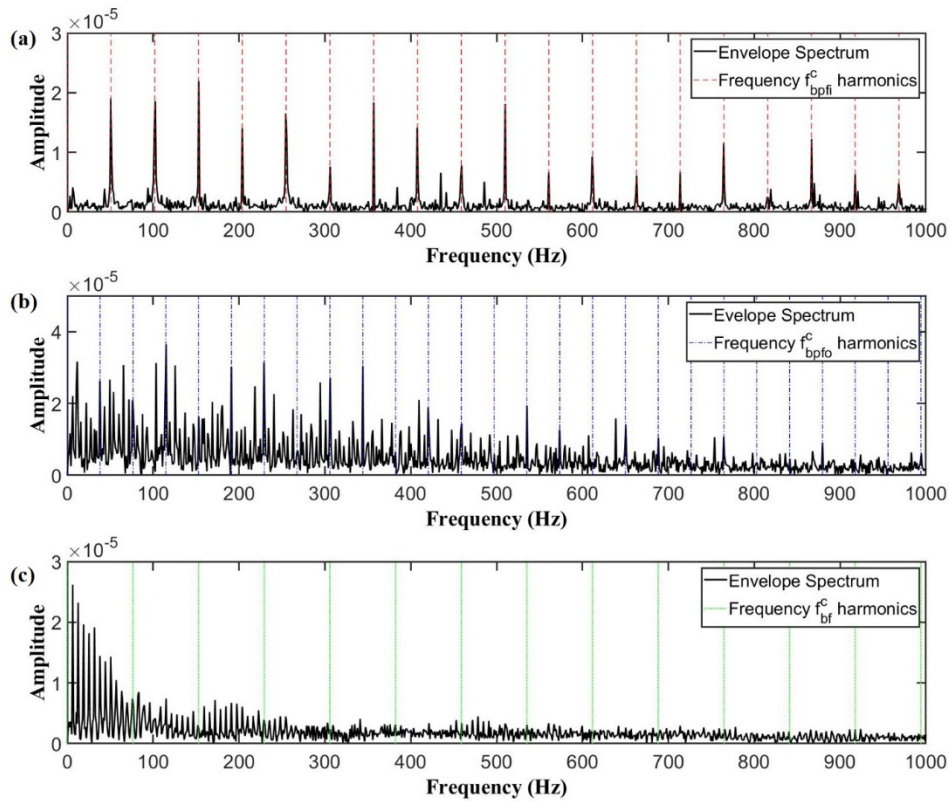 (a)
×10⁻⁵
3
2
1
0
Amplitude
Envelope Spectrum
Frequency f^c_bpfi harmonics
0 100 200 300 400 500 600 700 800 900 1000
Frequency (Hz)
(b)
×10⁻⁵
4
2
0
Amplitude
Evelope Spectrum
Frequency f^c_bpfo harmonics
0 100 200 300 400 500 600 700 800 900 1000
Frequency (Hz)
(c)
×10⁻⁵
3
2
1
0
Amplitude
Envelope Spectrum
Frequency f^c_bf harmonics
0 100 200 300 400 500 600 700 800 900 1000
Frequency (Hz)